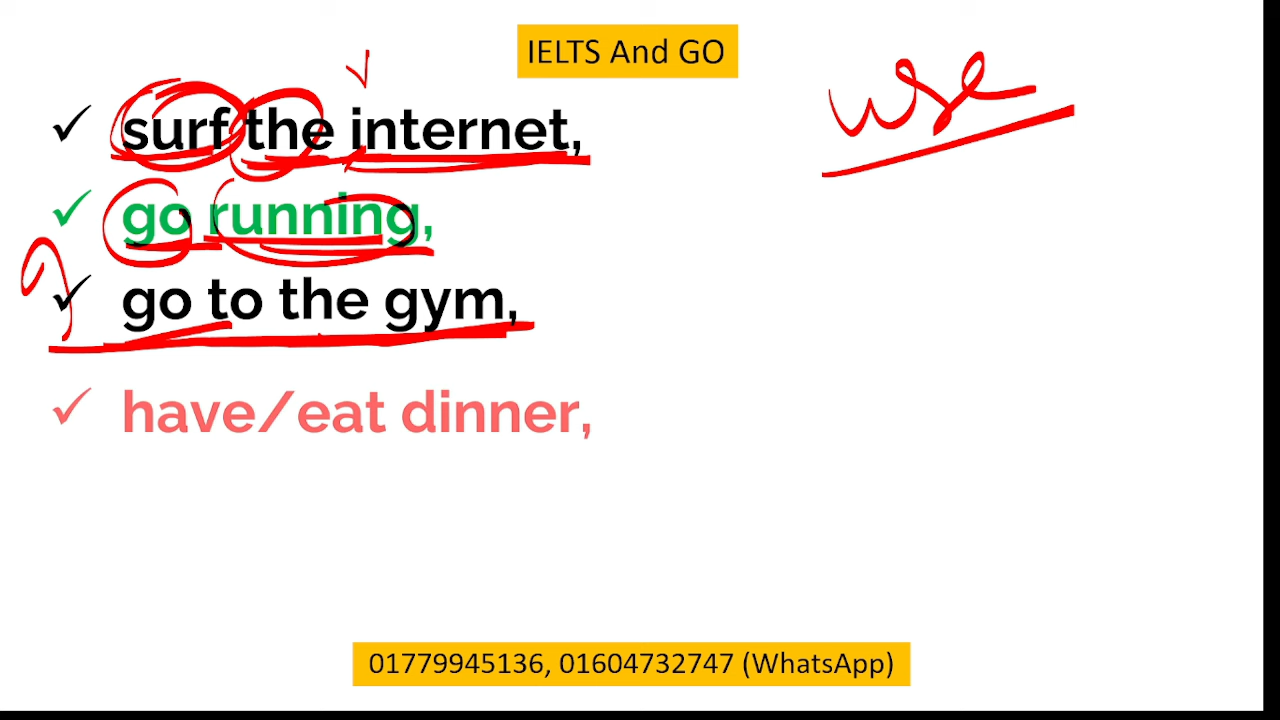 IELTS And GO
✓ surf the internet,
use
✓ go running,
✓ go to the gym,
✓ have/eat dinner,
01779945136, 01604732747 (WhatsApp)